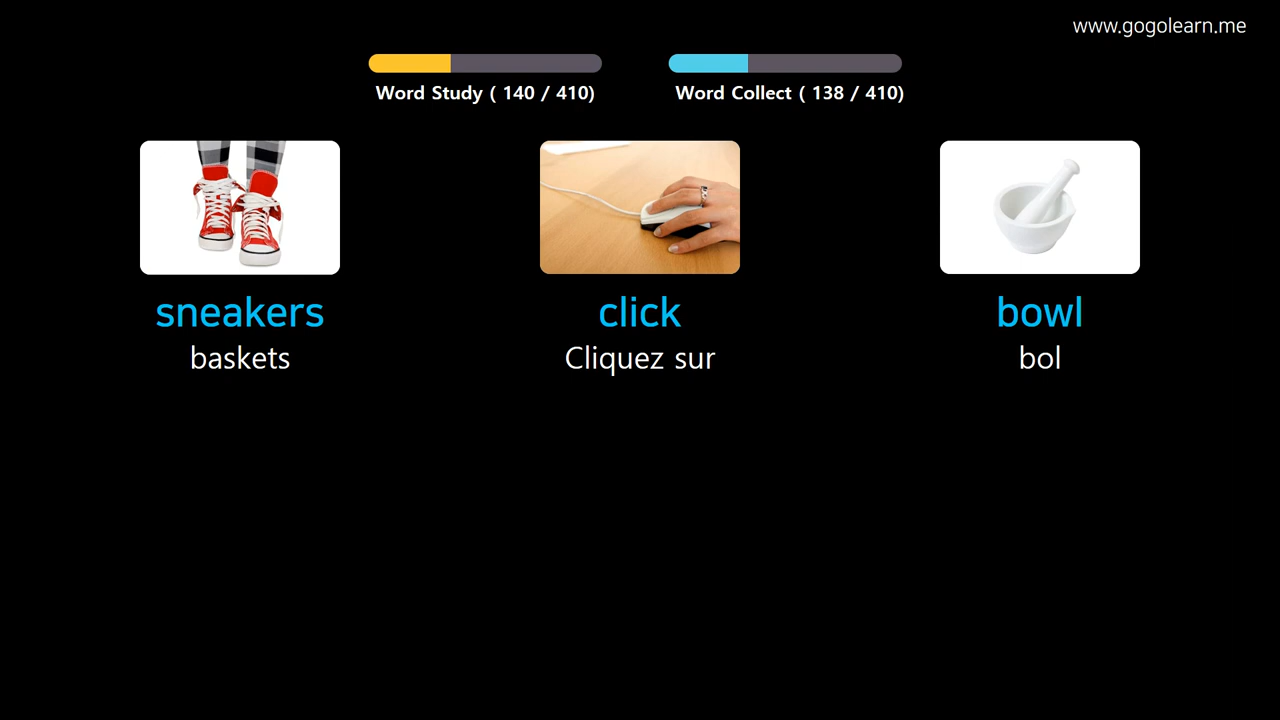 www.gogolearn.me
Word Study ( 140 / 410)
Word Collect ( 138 / 410)
sneakers
baskets
click
Cliquez sur
bowl
bol